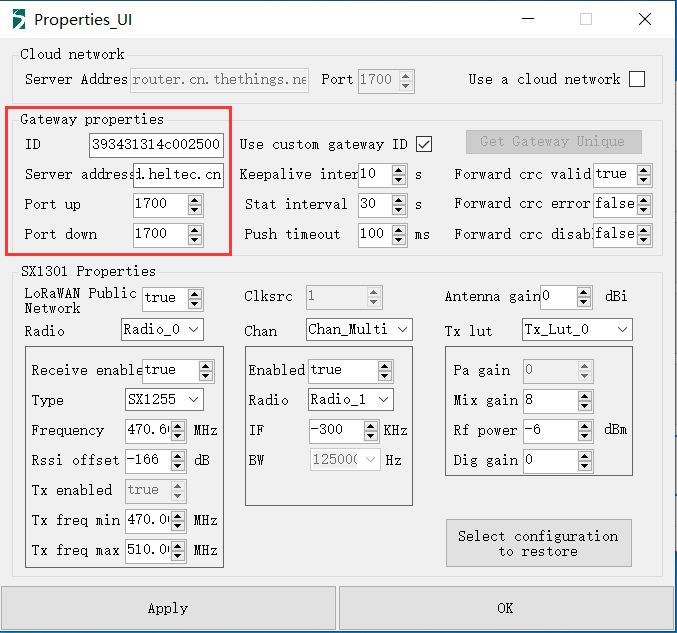 Properties_UI
Cloud network
Server Addres router.cn.thethings.ne Port 1700 Use a cloud network
Gateway properties
ID 393431314c002500 Use custom gateway ID Get Gateway Unique
Server address d.heltec.cn Keepalive inter 10 s Forward crc valid true
Port up 1700 Stat interval 30 s Forward crc error false
Port down 1700 Push timeout 100 ms Forward crc disab false
SX1301 Properties
LoRaWAN Public Network true Clksrc 1 Antenna gain 0 dBi
Radio Radio_0 Chan Chan_Multi Tx lut Tx_Lut_0
Receive enable true Enabled true Pa gain 0
Type SX1255 Radio Radio_1 Mix gain 8
Frequency 470.6 MHz IF -300 KHz Rf power -6 dBm
Rssi offset -166 dB BW 12500 Hz Dig gain 0
Tx enabled true
Tx freq min 470.0 MHz
Tx freq max 510.0 MHz
Select configuration
to restore
Apply OK